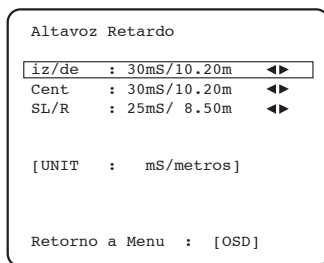 Altavoz Retardo
iz/de : 30mS/10.20m ◄►
Cent : 30mS/10.20m ◄►
SL/R : 25mS/ 8.50m ◄►
[UNIT : mS/metros]
Retorno a Menu : [OSD]